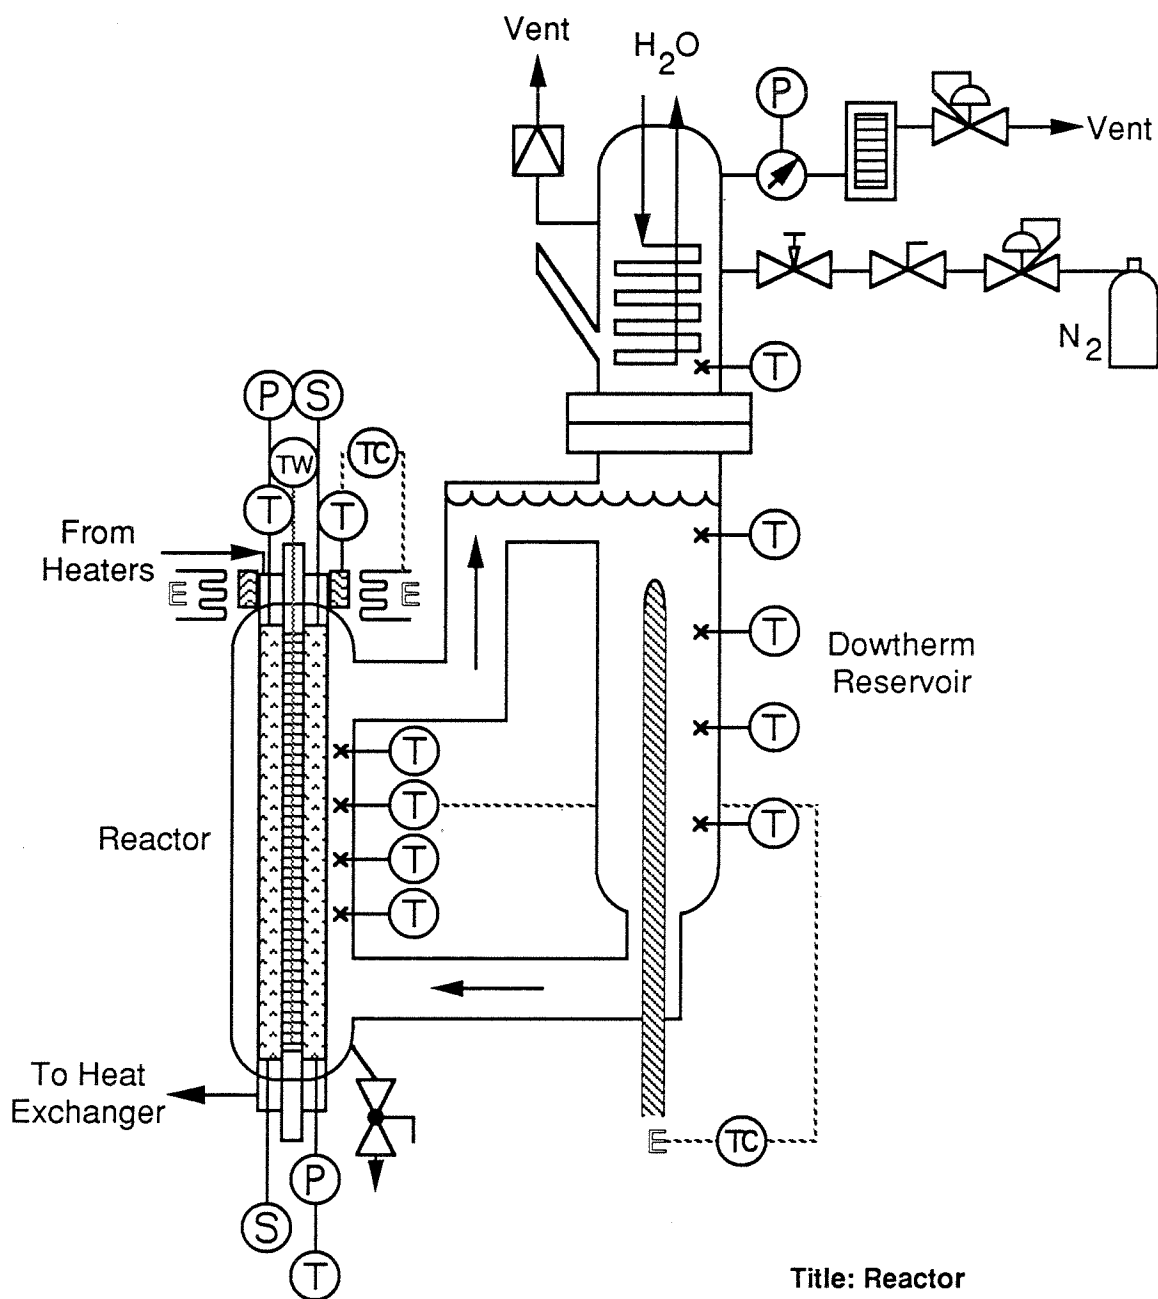 Vent
H2O
P
Vent
N2
T
P
S
TW
TC
T
T
From
Heaters
E
E
T
T
Dowtherm
Reservoir
T
T
T
T
T
T
Reactor
To Heat
Exchanger
E
TC
P
S
T
Title: Reactor